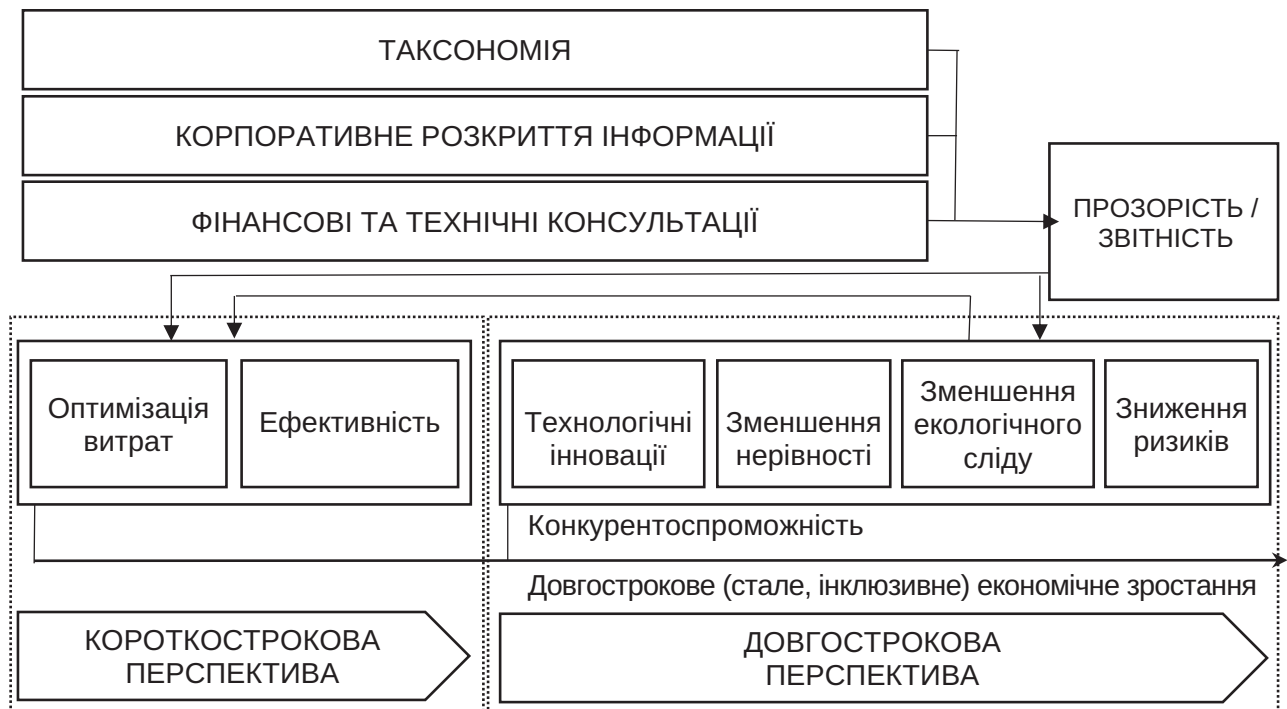 ТАКСОНОМІЯ
КОРПОРАТИВНЕ РОЗКРИТТЯ ІНФОРМАЦІЇ
ФІНАНСОВІ ТА ТЕХНІЧНІ КОНСУЛЬТАЦІЇ
ПРОЗОРІСТЬ /
ЗВІТНІСТЬ
Оптимізація
витрат
Ефективність
Технологічні
інновації
Зменшення
нерівності
Зменшення
екологічного
сліду
Зниження
ризиків
Конкурентоспроможність
Довгострокове (стале, інклюзивне) економічне зростання
КОРОТКОСТРОКОВА
ПЕРСПЕКТИВА
ДОВГОСТРОКОВА
ПЕРСПЕКТИВА